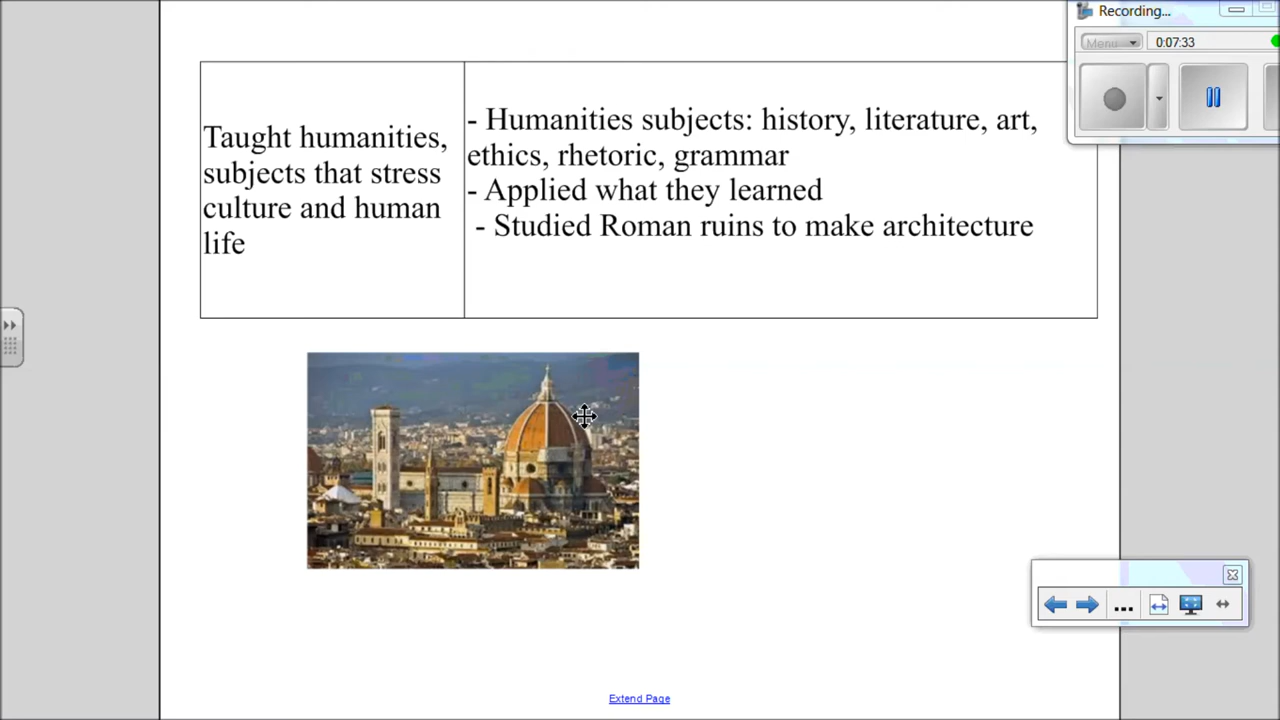 Recording...
Menu
0:07:33
Taught humanities,
subjects that stress
culture and human
life
- Humanities subjects: history, literature, art,
ethics, rhetoric, grammar
- Applied what they learned
- Studied Roman ruins to make architecture
...
Extend Page